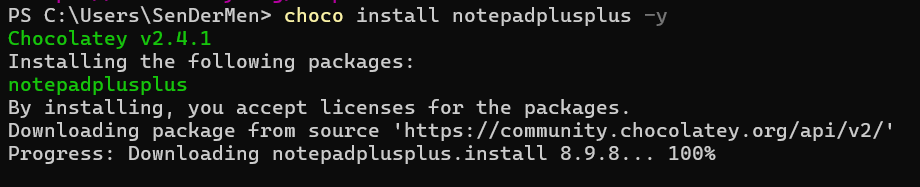 PS C:\Users\SenDerMen> choco install notepadplusplus -y
Chocolatey v2.4.1
Installing the following packages:
notepadplusplus
By installing, you accept licenses for the packages.
Downloading package from source 'https://community.chocolatey.org/api/v2/'
Progress: Downloading notepadplusplus.install 8.9.8... 100%